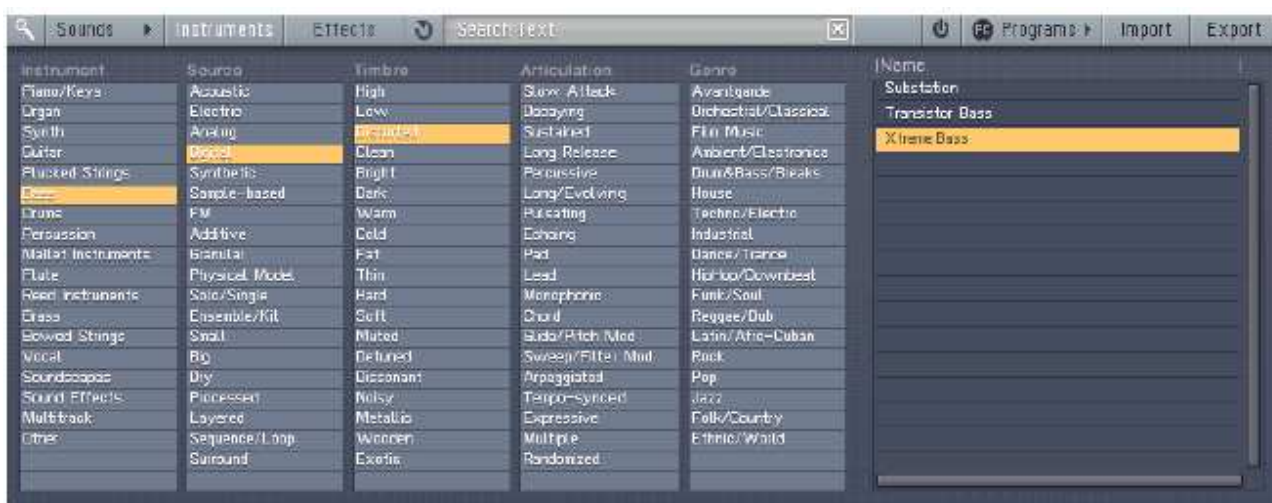 Sounds Instruments Effects Search Text Programs Import Export
Instrument Source Timbre Articulation Genre Name
Piano/Keys Acoustic High Slow Attack Avantgarde Substation
Organ Electric Low Decaying Orchestral/Classical Transistor Bass
Synth Analog Distorted Sustained Film Music Xtreme Bass
Guitar Digital Clean Long Release Ambient/Electronica
Plucked Strings Synthetic Bright Percussive Drum&Bass/Breaks
Bass Sample-based Dark Long/Evolving House
Drums FM Warm Pulsating Techno/Electro
Percussion Additive Cold Echoing Industrial
Mallet Instruments Granular Fat Pad Dance/Trance
Flute Physical Model Thin Lead HipHop/Downbeat
Reed Instruments Solo/Single Hard Monophonic Funk/Soul
Brass Ensemble/Kit Soft Chord Reggae/Dub
Bowed Strings Small Muted Glide/Pitch Mod Latin/Afro-Cuban
Vocal Big Detuned Sweep/Filter Mod Rock
Soundscapes Dry Dissonant Arpeggiated Pop
Sound Effects Processed Noisy Tempo-synced Jazz
Multitrack Layered Metallic Expressive Folk/Country
Other Sequence/Loop Wooden Multiple Ethnic/World
Surround Exotic Randomized